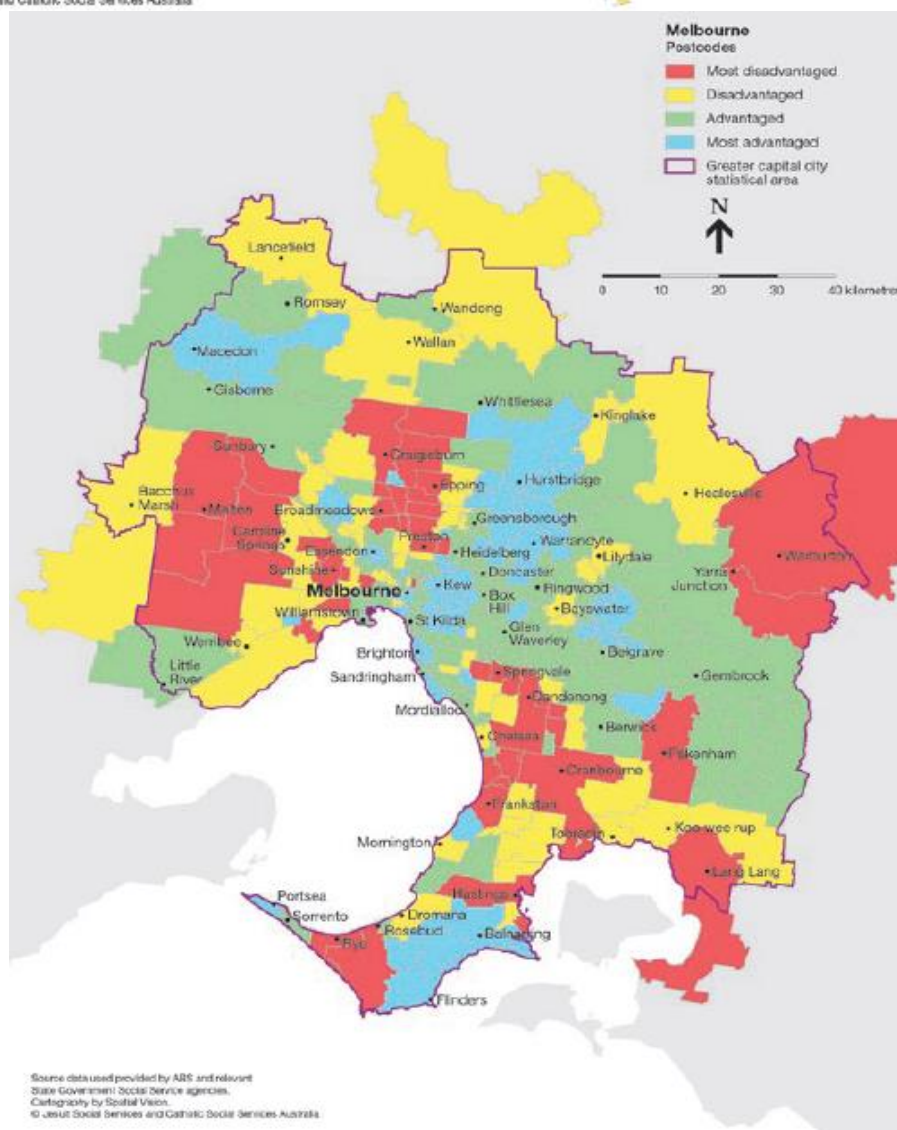 and Catholic Social Services Australia
Melbourne
Postcodes
Most disadvantaged
Disadvantaged
Advantaged
Most advantaged
Greater capital city
statistical area
N
0 10 20 30 40 kilometres
Lancefield
Romsey
Wandong
Wallan
Macedon
Gisborne
Whittlesea
Kinglake
Sunbury
Craigieburn
Epping
Hurstbridge
Healesville
Bacchus
Marsh
Melton
Broadmeadows
Greensborough
Caroline
Springs
Preston
Essendon
Heidelberg
Warrandyte
Lilydale
Warburton
Sunshine
Doncaster
Yarra
Junction
Melbourne
Kew
Box
Hill
Ringwood
Bayswater
Williamstown
St Kilda
Glen
Waverley
Werribee
Brighton
Belgrave
Little
River
Sandringham
Springvale
Gembrook
Dandenong
Mordialloc
Berwick
Chelsea
Pakenham
Cranbourne
Frankston
Tooradin
Koo-wee-rup
Mornington
Lang Lang
Hastings
Portsea
Sorrento
Dromana
Rosebud
Rye
Balnarring
Flinders
Source data used provided by ABS and relevant
State Government Social Service agencies.
Cartography by Spatial Vision.
© Jesuit Social Services and Catholic Social Services Australia